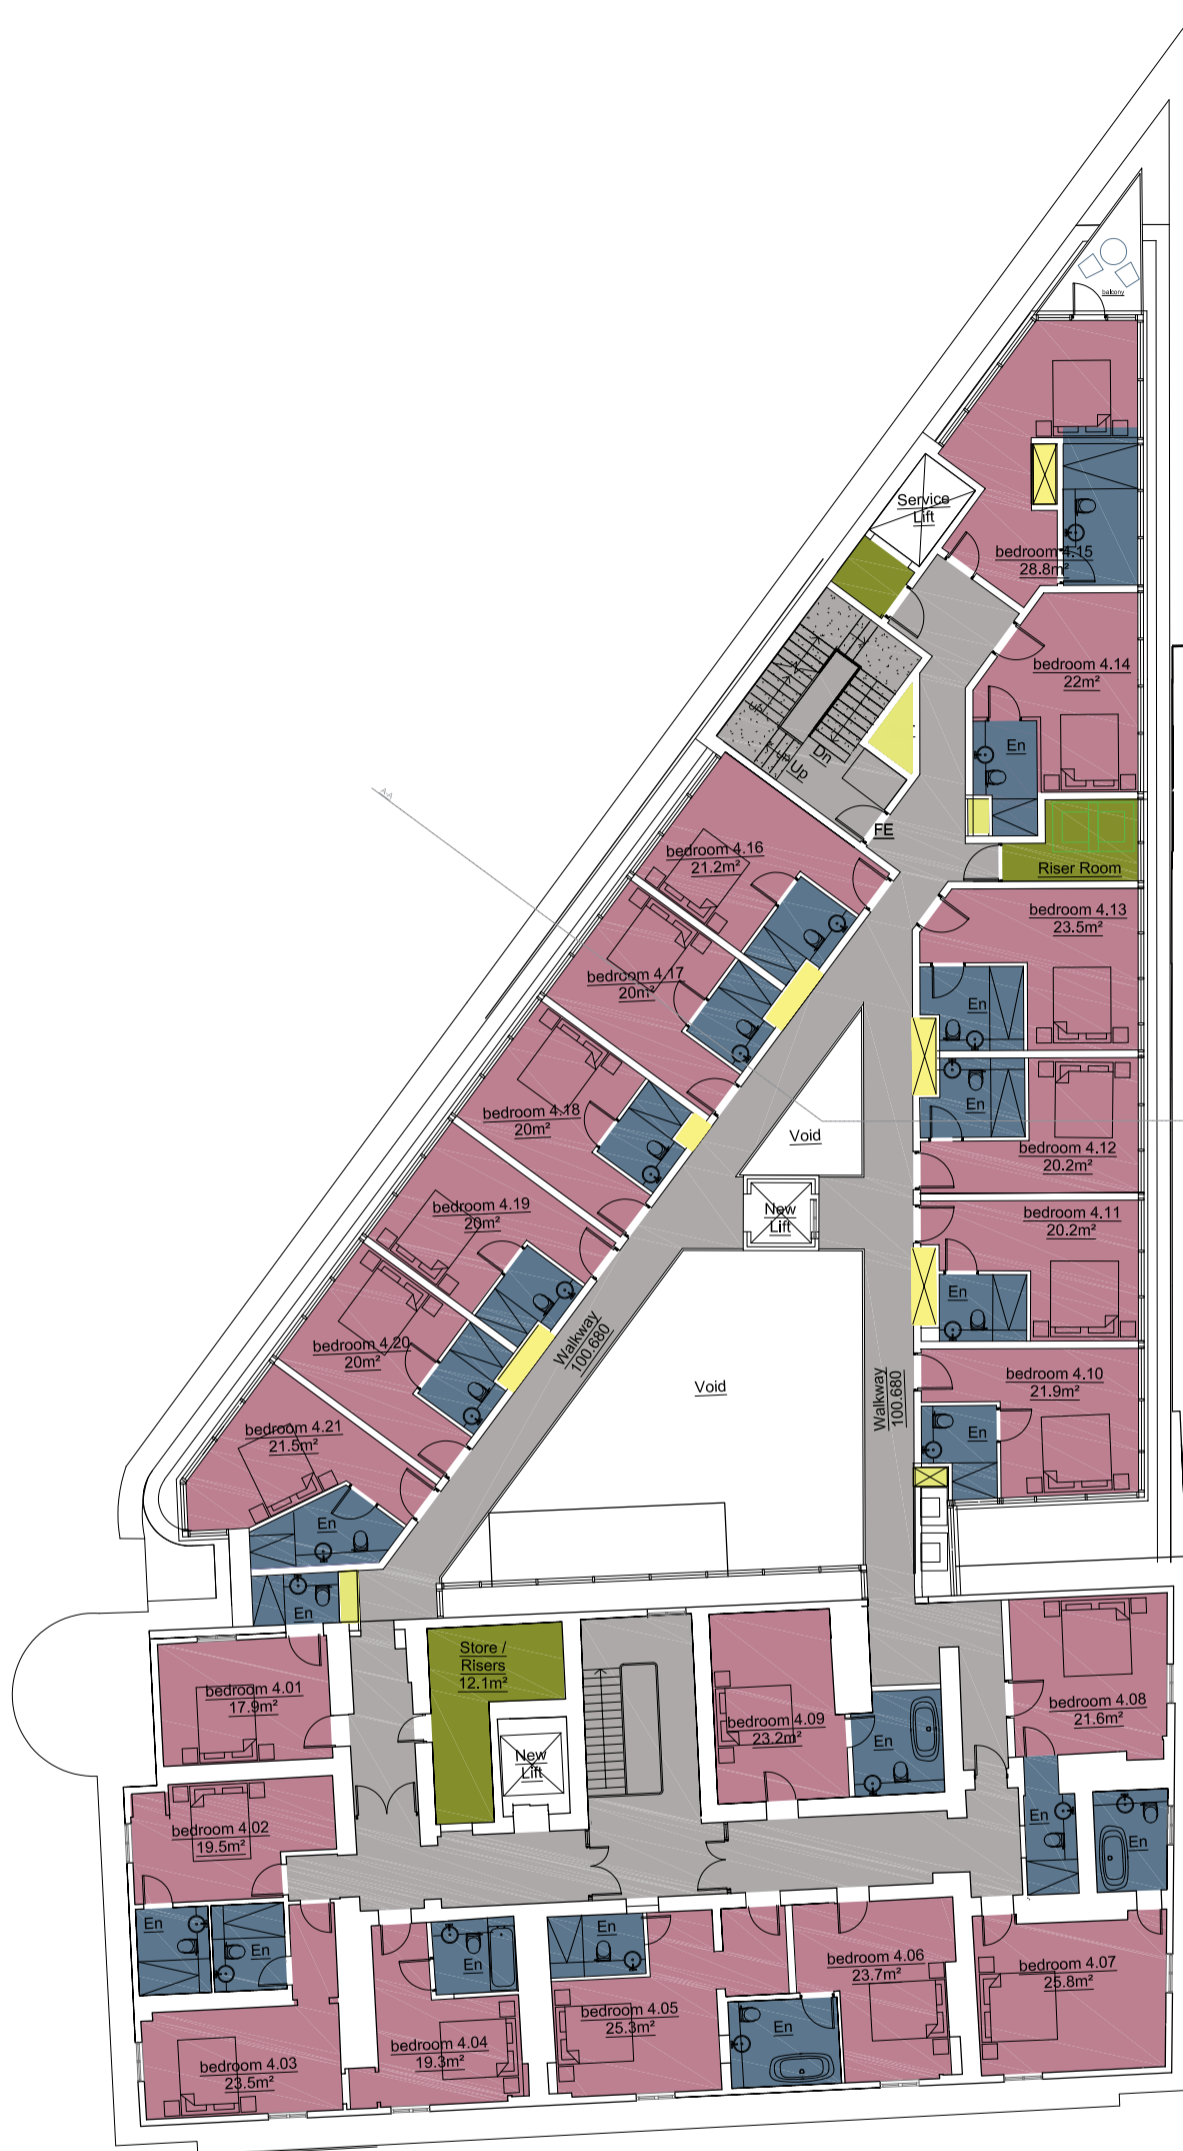 balcony
Service
Lift
bedroom 4.15
28.8m²
bedroom 4.14
22m²
En
up
up
Up
Dn
FE
Riser Room
A-A
bedroom 4.16
21.2m²
bedroom 4.13
23.5m²
En
bedroom 4.17
20m²
bedroom 4.18
20m²
En
bedroom 4.12
20.2m²
Void
bedroom 4.19
20m²
New
Lift
bedroom 4.11
20.2m²
En
bedroom 4.20
20m²
Walkway
100.680
Void
Walkway
100.680
bedroom 4.10
21.9m²
En
bedroom 4.21
21.5m²
En
En
Store /
Risers
12.1m²
bedroom 4.01
17.9m²
bedroom 4.09
23.2m²
En
bedroom 4.08
21.6m²
New
Lift
bedroom 4.02
19.5m²
En
En
En
En
En
En
bedroom 4.06
23.7m²
bedroom 4.07
25.8m²
bedroom 4.05
25.3m²
En
bedroom 4.04
19.3m²
bedroom 4.03
23.5m²